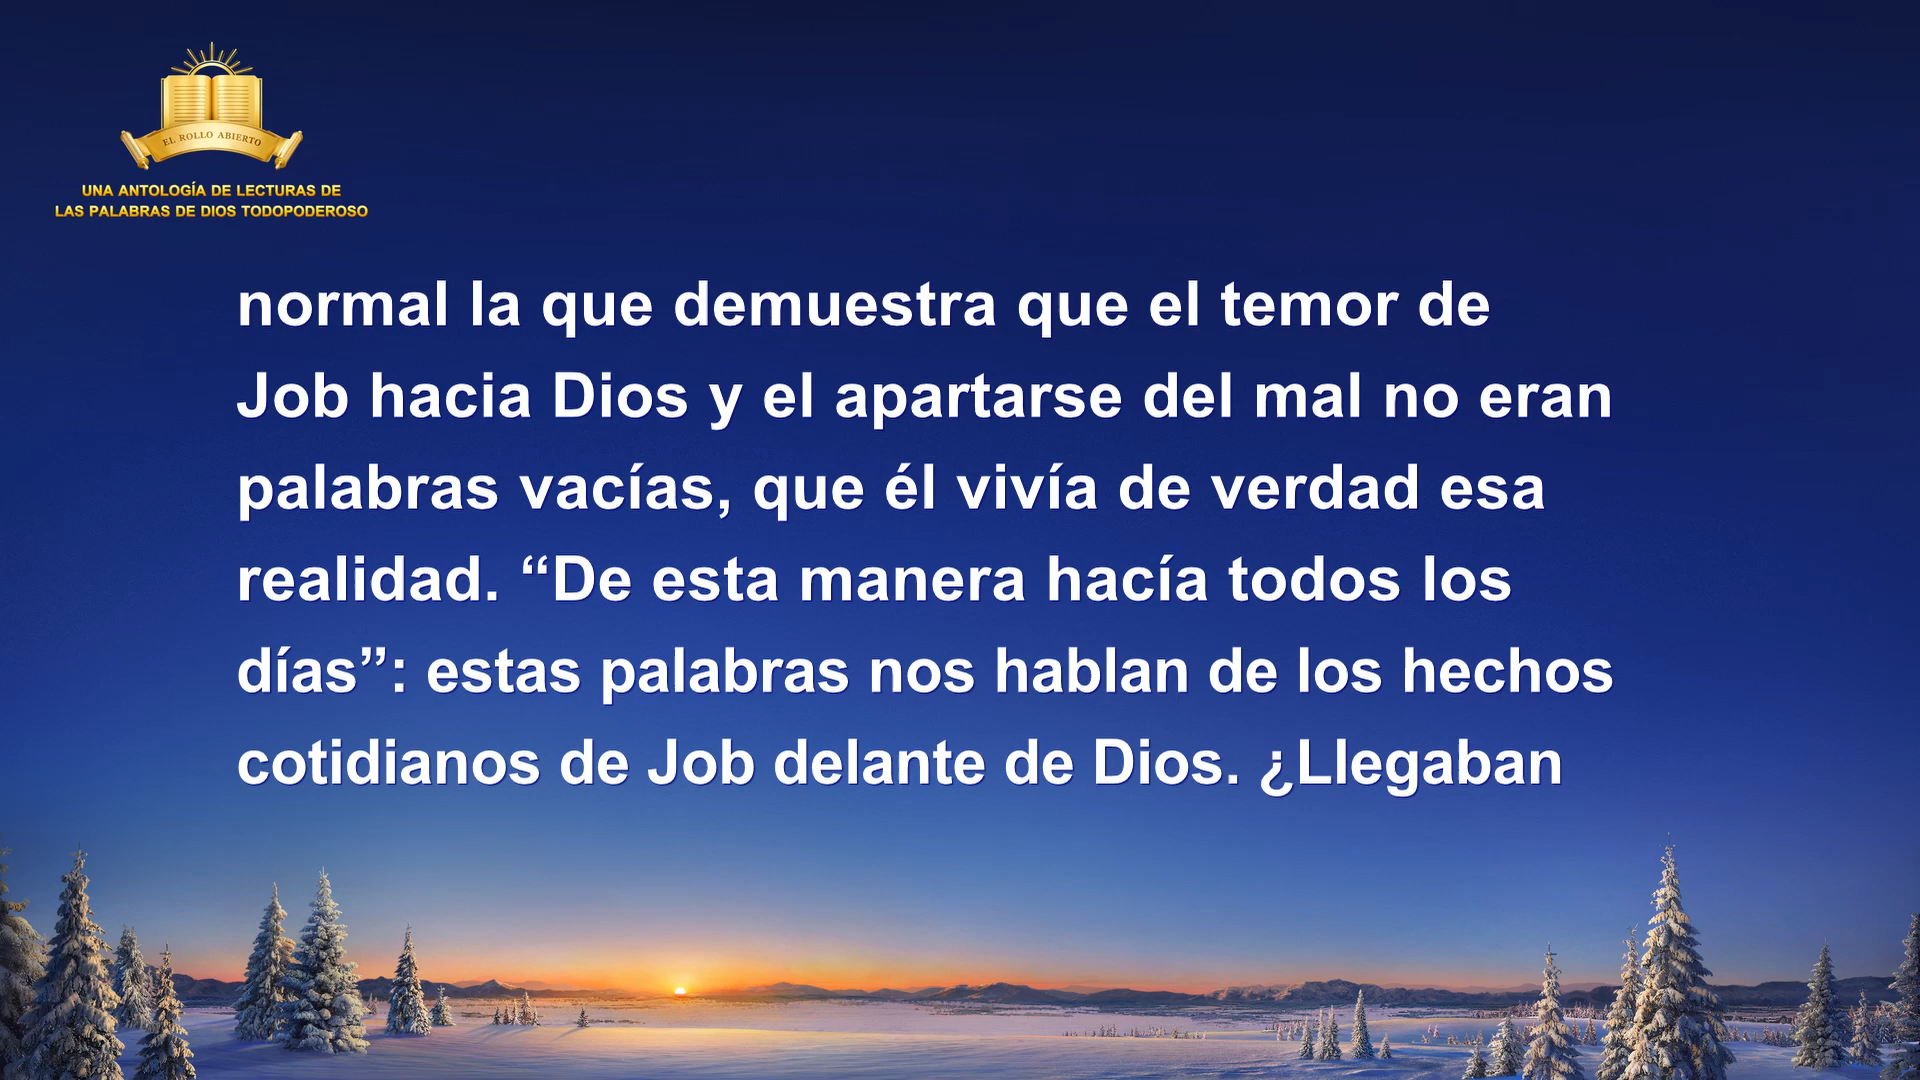 EL ROLLO ABIERTO
UNA ANTOLOGÍA DE LECTURAS DE
LAS PALABRAS DE DIOS TODOPODEROSO
normal la que demuestra que el temor de
Job hacia Dios y el apartarse del mal no eran
palabras vacías, que él vivía de verdad esa
realidad. “De esta manera hacía todos los
días”: estas palabras nos hablan de los hechos
cotidianos de Job delante de Dios. ¿Llegaban